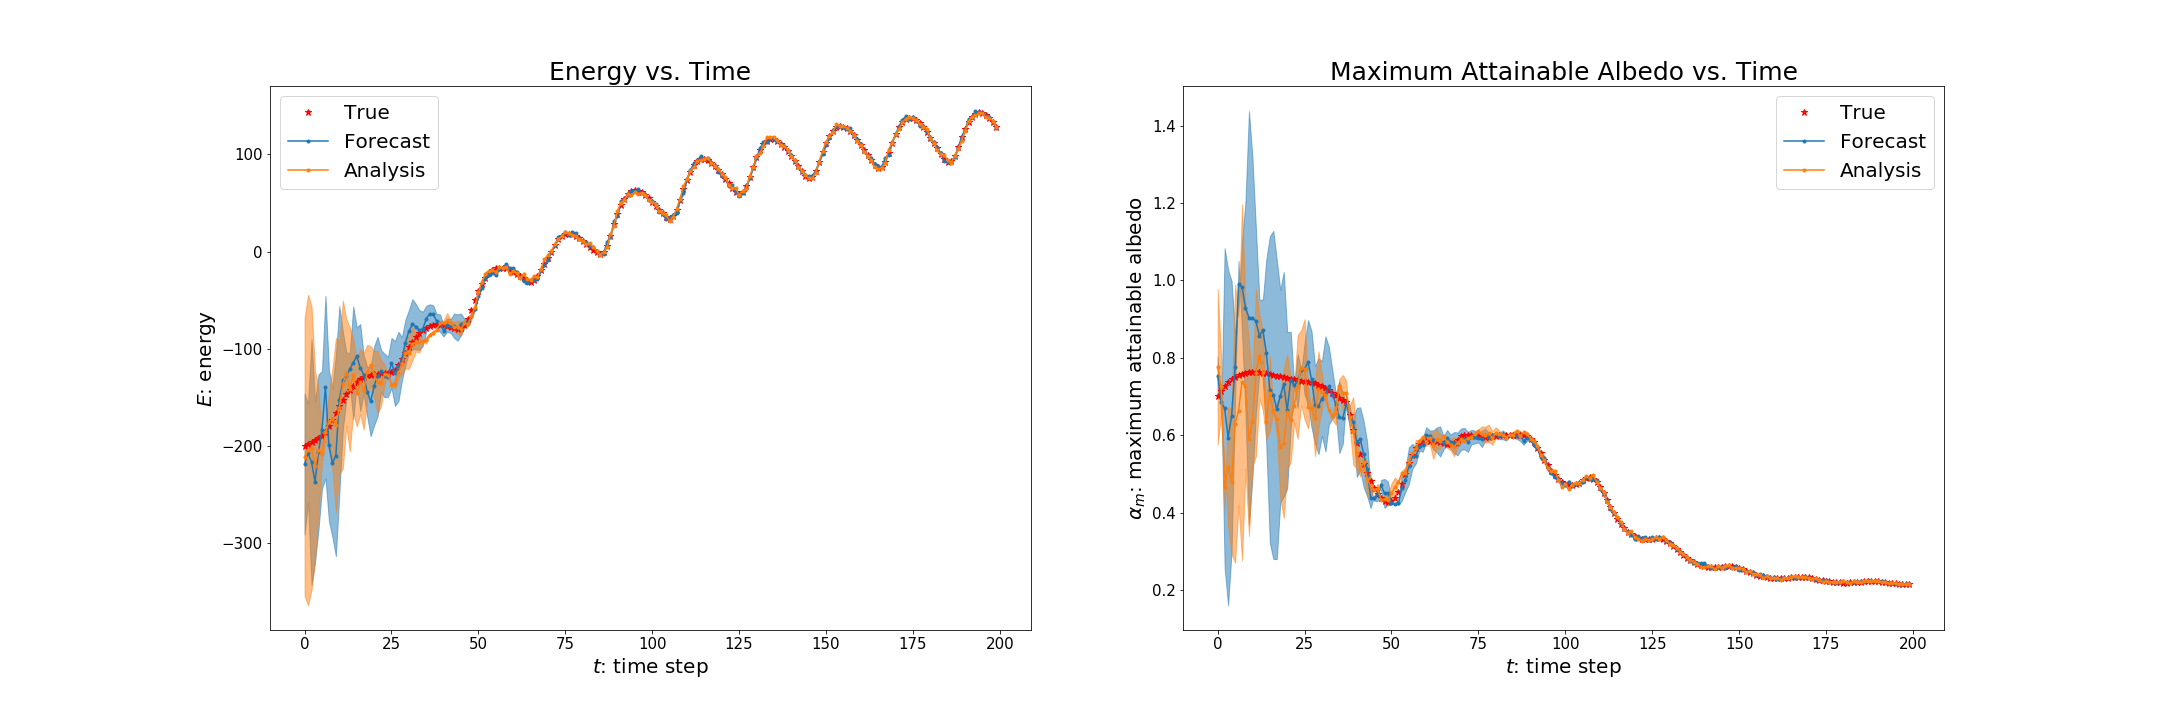 Energy vs. Time
True
Forecast
Analysis
100
0
−100
−200
−300
E: energy
0 25 50 75 100 125 150 175 200
t: time step
Maximum Attainable Albedo vs. Time
True
Forecast
Analysis
1.4
1.2
1.0
0.8
0.6
0.4
0.2
αm: maximum attainable albedo
0 25 50 75 100 125 150 175 200
t: time step